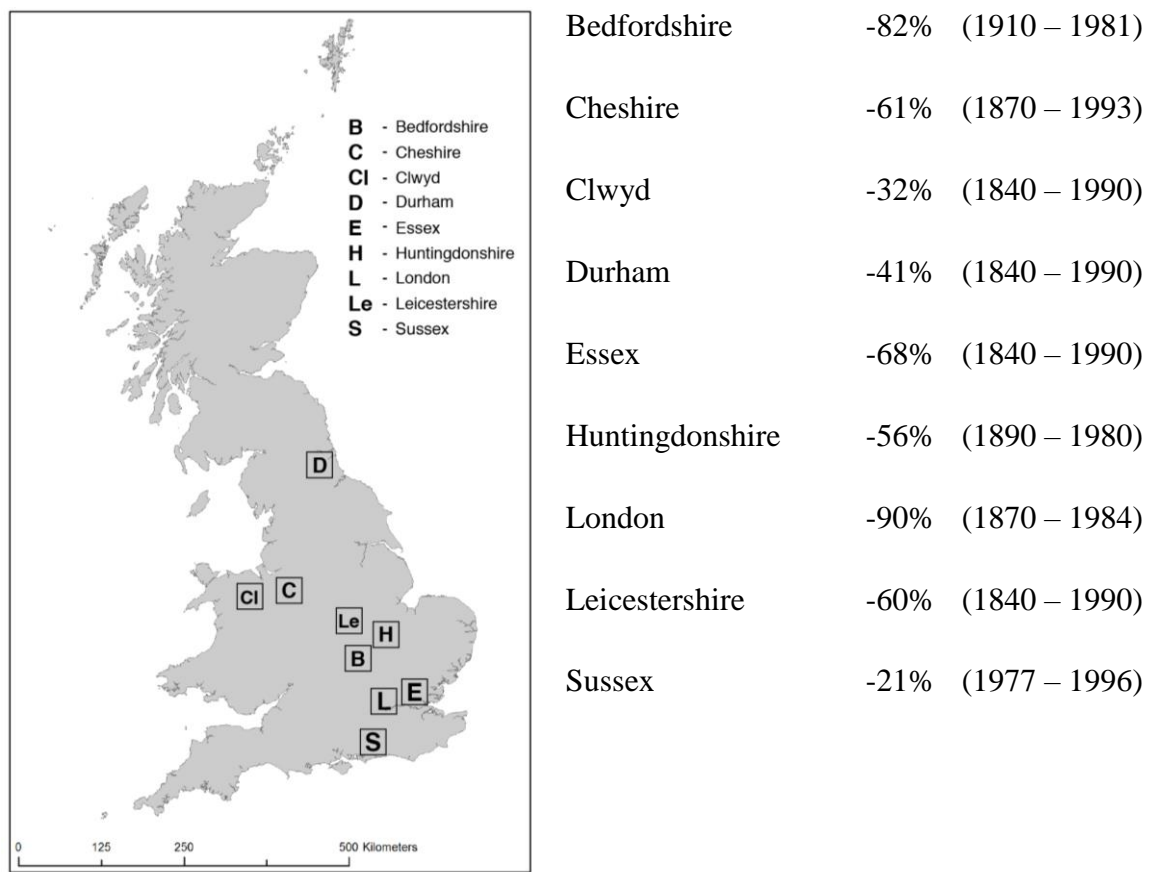 B - Bedfordshire
C - Cheshire
Cl - Clwyd
D - Durham
E - Essex
H - Huntingdonshire
L - London
Le - Leicestershire
S - Sussex
D
Cl
C
Le
H
B
L
E
S
0 125 250 500 Kilometers
Bedfordshire -82% (1910 – 1981)
Cheshire -61% (1870 – 1993)
Clwyd -32% (1840 – 1990)
Durham -41% (1840 – 1990)
Essex -68% (1840 – 1990)
Huntingdonshire -56% (1890 – 1980)
London -90% (1870 – 1984)
Leicestershire -60% (1840 – 1990)
Sussex -21% (1977 – 1996)